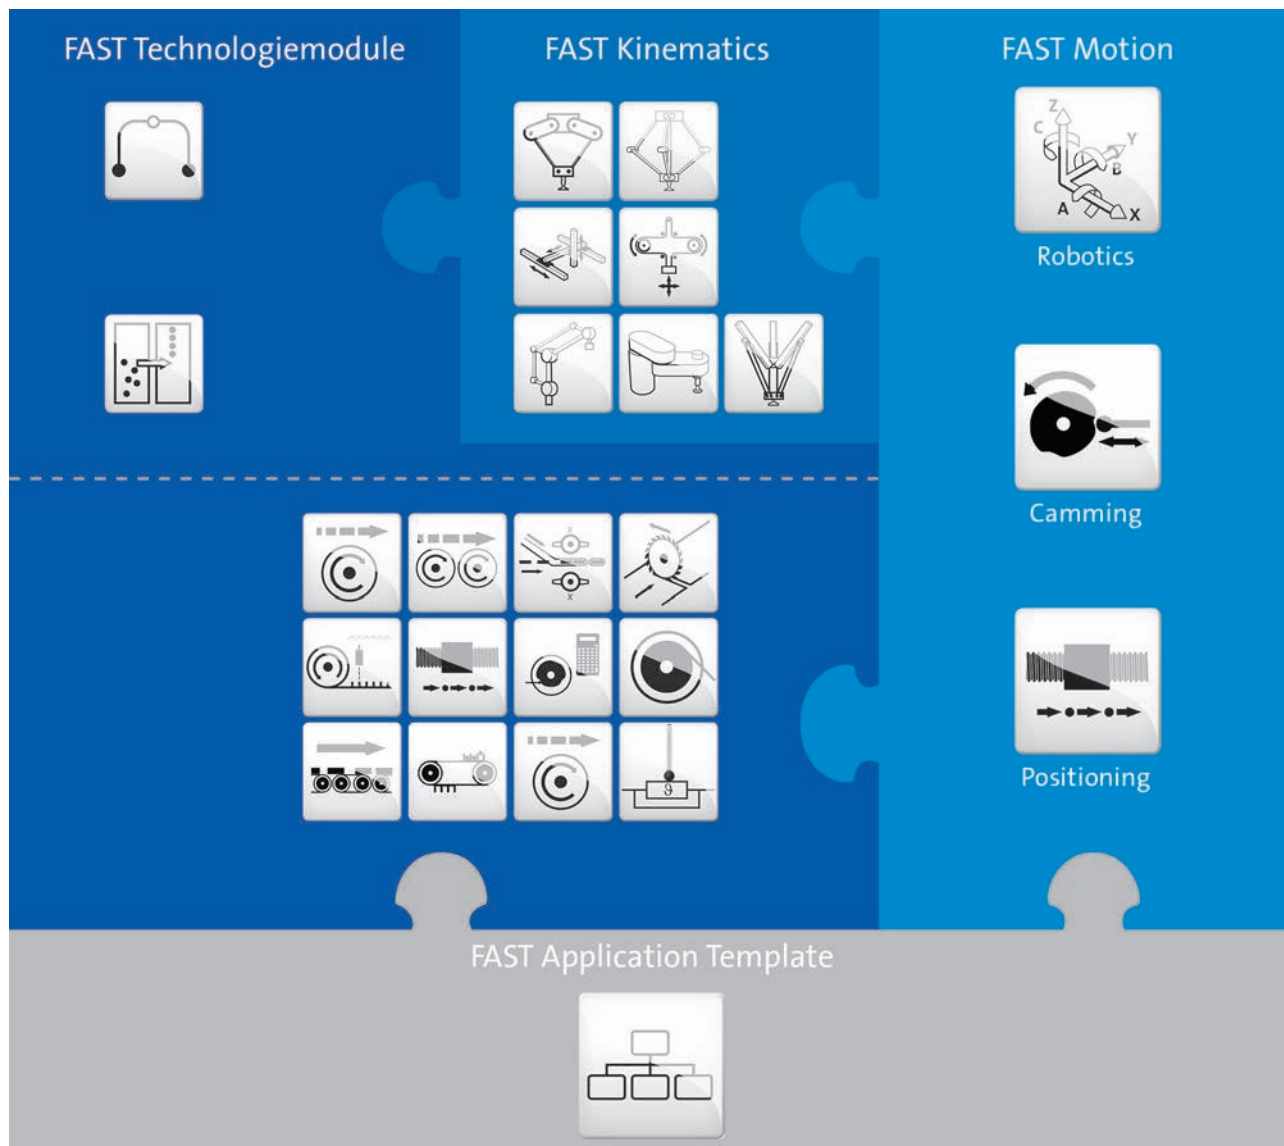 FAST Technologiemodule
FAST Kinematics
FAST Motion
Z
C
Y
B
A
X
Robotics
Camming
X
X
ϑ
Positioning
FAST Application Template